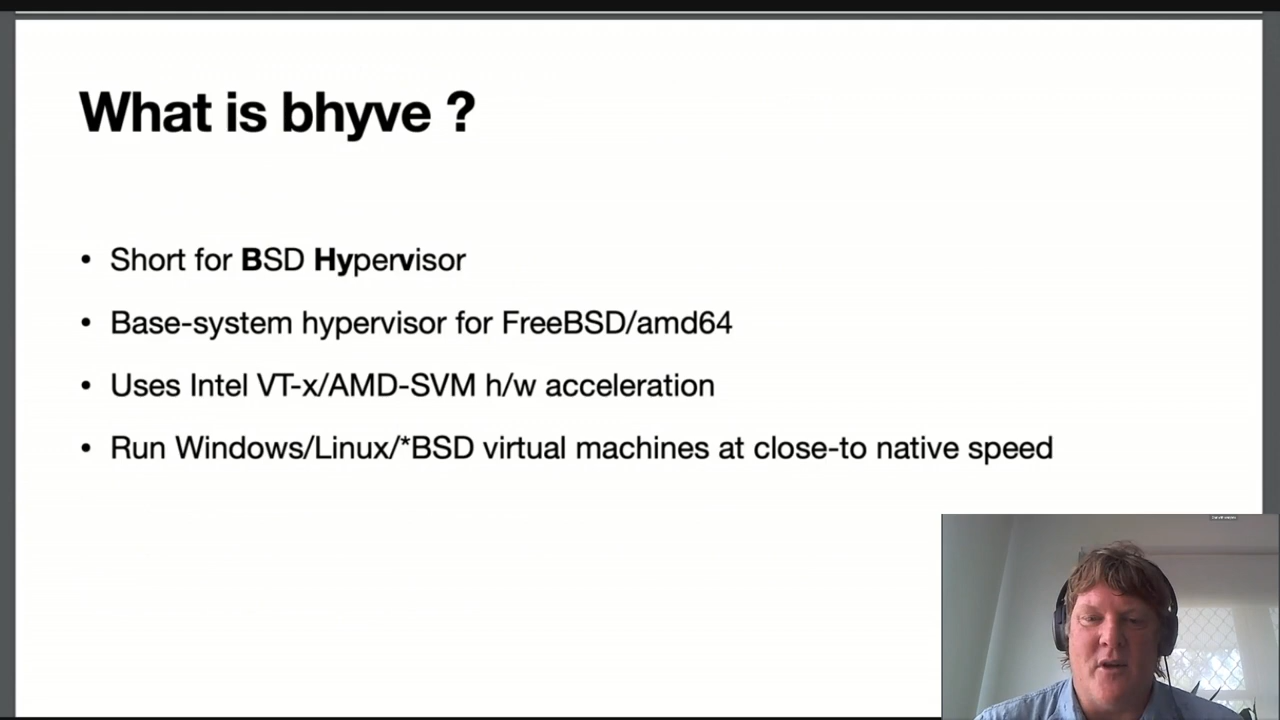 What is bhyve ?
• Short for BSD Hypervisor
• Base-system hypervisor for FreeBSD/amd64
• Uses Intel VT-x/AMD-SVM h/w acceleration
• Run Windows/Linux/*BSD virtual machines at close-to native speed